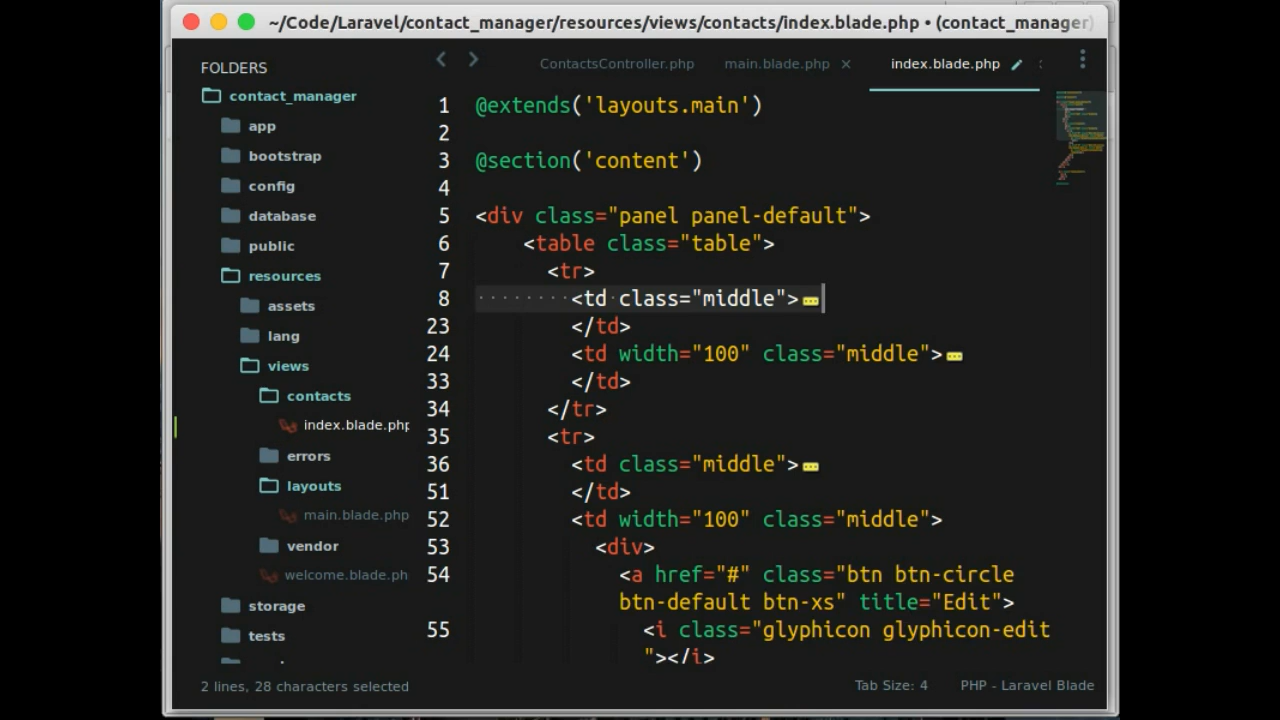 ~/Code/Laravel/contact_manager/resources/views/contacts/index.blade.php • (contact_manager)
FOLDERS
contact_manager
app
bootstrap
config
database
public
resources
assets
lang
views
contacts
index.blade.php
errors
layouts
main.blade.php
vendor
welcome.blade.ph
storage
tests
ContactsController.php
main.blade.php ×
index.blade.php
1 @extends('layouts.main')
2
3 @section('content')
4
5 <div class="panel panel-default">
6 <table class="table">
7 <tr>
8 <td class="middle">
23 </td>
24 <td width="100" class="middle">
33 </td>
34 </tr>
35 <tr>
36 <td class="middle">
51 </td>
52 <td width="100" class="middle">
53 <div>
54 <a href="#" class="btn btn-circle
btn-default btn-xs" title="Edit">
55 <i class="glyphicon glyphicon-edit
"></i>
2 lines, 28 characters selected
Tab Size: 4
PHP - Laravel Blade